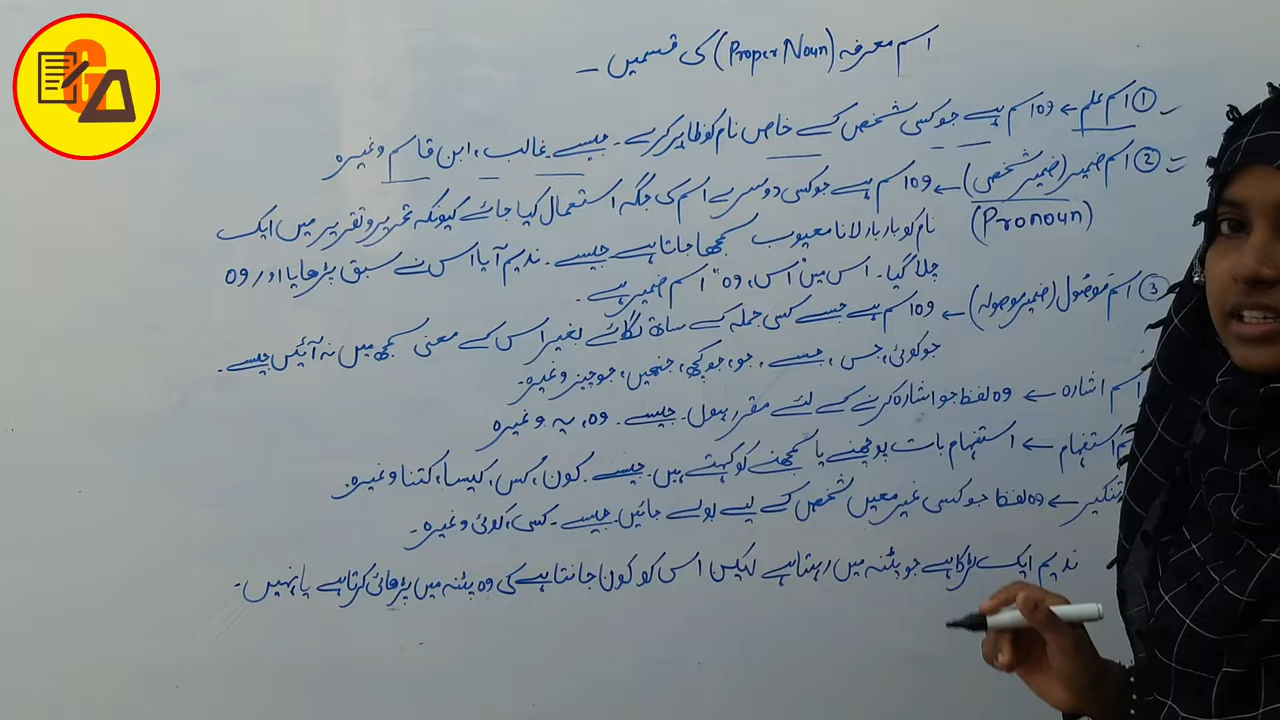 اسم معرفہ (Proper Noun) کی قسمیں ۔
① اسم علم ← وہ اسم ہے جو کسی شخص کے خاص نام کو ظاہر کرے ۔ جیسے غالب ، ابن قاسم وغیرہ
② اسم ضمیر (ضمیر شخصی) ← وہ اسم ہے جو کسی دوسرے اسم کی جگہ استعمال کیا جائے کیونکہ تحریر و تقریر میں ایک
(Pronoun) نام کو بار بار لانا معیوب سمجھا جاتا ہے جیسے ۔ ندیم آیا اس نے سبق پڑھایا اور وہ
چلا گیا ۔ اس میں "اس، وہ" اسم ضمیر ہے ۔
③ اسم موصول (ضمیر موصولہ) ← وہ اسم ہے جسے کسی جملہ کے ساتھ لگائے بغیر اس کے معنی سمجھ میں نہ آئیں جیسے ۔
جو کوئی، جس ، جسے ، جو، جو کچھ، جنھیں، جو چیز وغیرہ ۔
اسم اشارہ ← وہ لفظ جو اشارہ کرنے کے لئے مقرر ہوں ۔ جیسے ۔ وہ، یہ وغیرہ
م استفہام ← استفہام بات پوچھنے یا سمجھنے کو کہتے ہیں ۔ جیسے ۔ کون، کس، کیسا، کتنا وغیرہ ۔
تنکیر ← وہ لفظ جو کسی غیر معین شخص کے لیے بولے جائیں ۔ جیسے ۔ کسی، کوئی وغیرہ ۔
ندیم ایک لڑکا ہے جو پٹنہ میں رہتا ہے لیکن اس کو کون جانتا ہے کی وہ پٹنہ میں پڑھائی کرتا ہے یا نہیں ۔